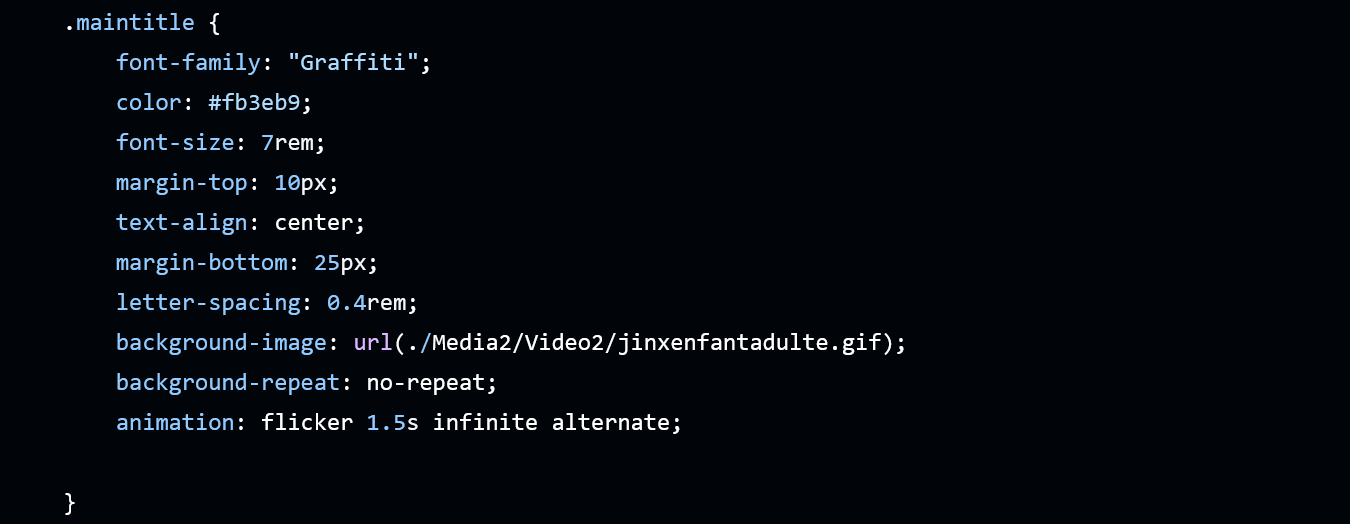 .maintitle {
font-family: "Graffiti";
color: #fb3eb9;
font-size: 7rem;
margin-top: 10px;
text-align: center;
margin-bottom: 25px;
letter-spacing: 0.4rem;
background-image: url(./Media2/Video2/jinxenfantadulte.gif);
background-repeat: no-repeat;
animation: flicker 1.5s infinite alternate;
}